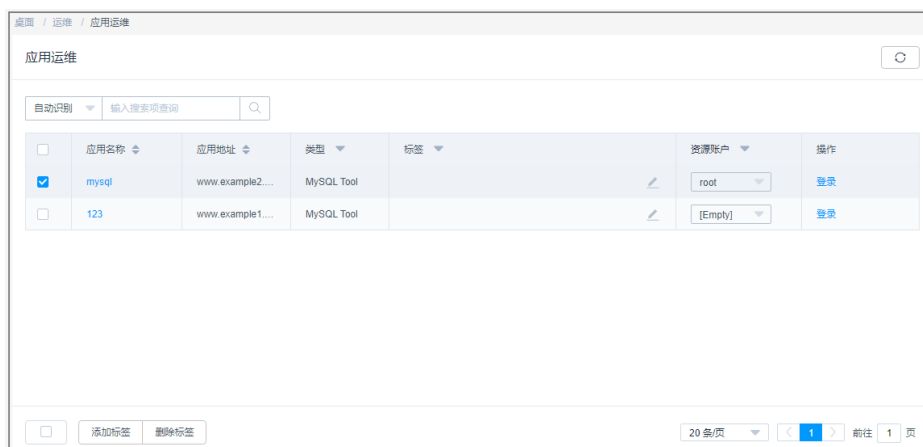 桌面 / 运维 / 应用运维
应用运维
自动识别 输入搜索项查询
应用名称 应用地址 类型 标签 资源账户 操作
mysql www.example2.... MySQL Tool root 登录
123 www.example1.... MySQL Tool [Empty] 登录
添加标签 删除标签 20 条/页 1 前往 1 页